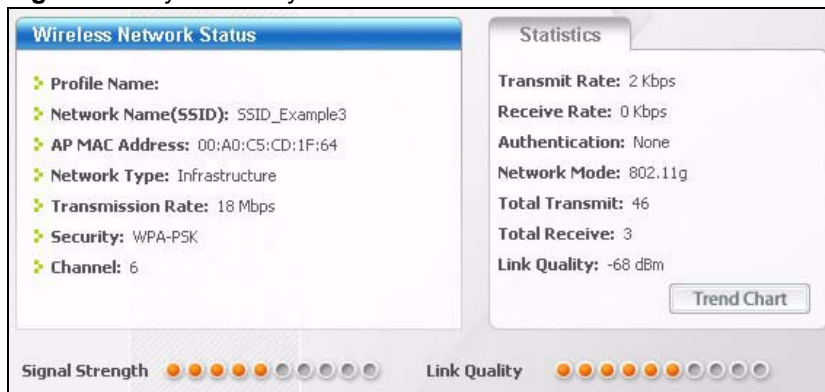 Wireless Network Status
Profile Name:
Network Name(SSID): SSID_Example3
AP MAC Address: 00:A0:C5:CD:1F:64
Network Type: Infrastructure
Transmission Rate: 18 Mbps
Security: WPA-PSK
Channel: 6
Statistics
Transmit Rate: 2 Kbps
Receive Rate: 0 Kbps
Authentication: None
Network Mode: 802.11g
Total Transmit: 46
Total Receive: 3
Link Quality: -68 dBm
Trend Chart
Signal Strength
Link Quality